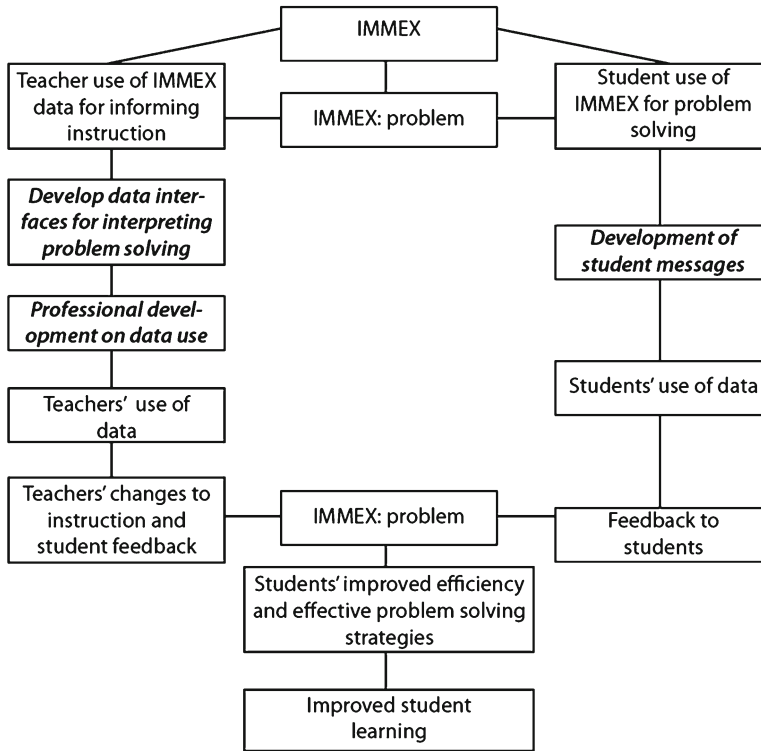 IMMEX
Teacher use of IMMEX
data for informing
instruction
IMMEX: problem
Student use of
IMMEX for problem
solving
Develop data inter-
faces for interpreting
problem solving
Development of
student messages
Professional devel-
opment on data use
Students’ use of data
Teachers’ use of
data
Teachers’ changes to
instruction and
student feedback
IMMEX: problem
Feedback to
students
Students’ improved efficiency
and effective problem solving
strategies
Improved student
learning